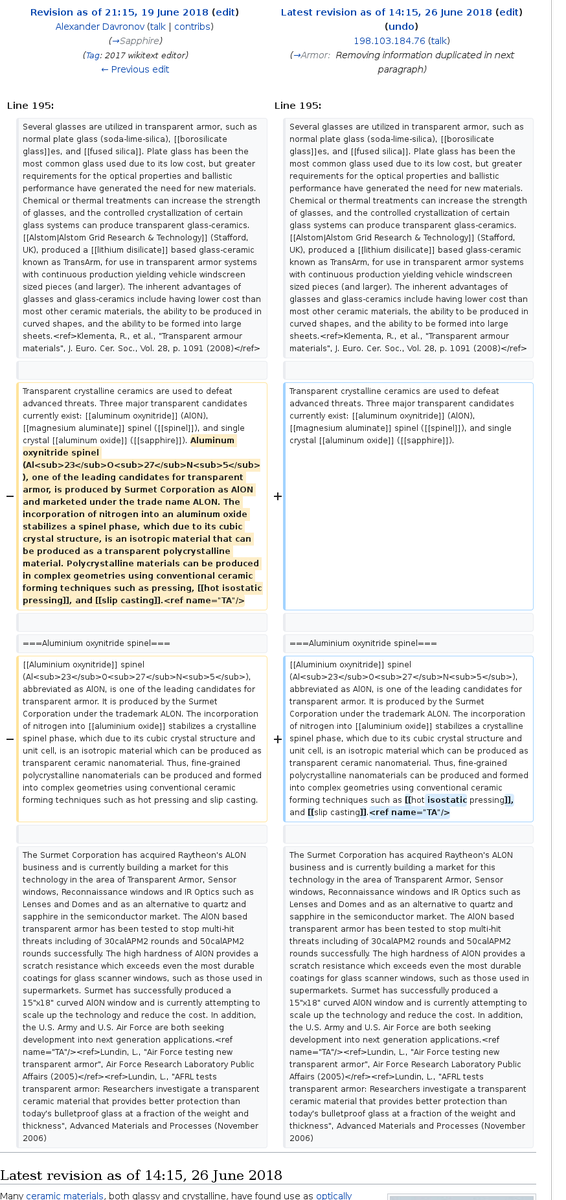 Revision as of 21:15, 19 June 2018 (edit)
Alexander Davronov (talk | contribs)
(→Sapphire)
(Tag: 2017 wikitext editor)
← Previous edit
Latest revision as of 14:15, 26 June 2018 (edit)
(undo)
198.103.184.76 (talk)
(→Armor: Removing information duplicated in next
paragraph)
Line 195:
Several glasses are utilized in transparent armor, such as
normal plate glass (soda-lime-silica), [[borosilicate
glass]]es, and [[fused silica]]. Plate glass has been the
most common glass used due to its low cost, but greater
requirements for the optical properties and ballistic
performance have generated the need for new materials.
Chemical or thermal treatments can increase the strength
of glasses, and the controlled crystallization of certain
glass systems can produce transparent glass-ceramics.
[[Alstom|Alstom Grid Research & Technology]] (Stafford,
UK), produced a [[lithium disilicate]] based glass-ceramic
known as TransArm, for use in transparent armor systems
with continuous production yielding vehicle windscreen
sized pieces (and larger). The inherent advantages of
glasses and glass-ceramics include having lower cost than
most other ceramic materials, the ability to be produced in
curved shapes, and the ability to be formed into large
sheets.<ref>Klementa, R., et al., "Transparent armour
materials", J. Euro. Cer. Soc., Vol. 28, p. 1091 (2008)</ref>
Line 195:
Several glasses are utilized in transparent armor, such as
normal plate glass (soda-lime-silica), [[borosilicate
glass]]es, and [[fused silica]]. Plate glass has been the
most common glass used due to its low cost, but greater
requirements for the optical properties and ballistic
performance have generated the need for new materials.
Chemical or thermal treatments can increase the strength
of glasses, and the controlled crystallization of certain
glass systems can produce transparent glass-ceramics.
[[Alstom|Alstom Grid Research & Technology]] (Stafford,
UK), produced a [[lithium disilicate]] based glass-ceramic
known as TransArm, for use in transparent armor systems
with continuous production yielding vehicle windscreen
sized pieces (and larger). The inherent advantages of
glasses and glass-ceramics include having lower cost than
most other ceramic materials, the ability to be produced in
curved shapes, and the ability to be formed into large
sheets.<ref>Klementa, R., et al., "Transparent armour
materials", J. Euro. Cer. Soc., Vol. 28, p. 1091 (2008)</ref>
−
Transparent crystalline ceramics are used to defeat
advanced threats. Three major transparent candidates
currently exist: [[aluminum oxynitride]] (AlON),
[[magnesium aluminate]] spinel ([[spinel]]), and single
crystal [[aluminum oxide]] ([[sapphire]]). Aluminum
oxynitride spinel
(Al<sub>23</sub>O<sub>27</sub>N<sub>5</sub>
), one of the leading candidates for transparent
armor, is produced by Surmet Corporation as AlON
and marketed under the trade name ALON. The
incorporation of nitrogen into an aluminum oxide
stabilizes a spinel phase, which due to its cubic
crystal structure, is an isotropic material that can
be produced as a transparent polycrystalline
material. Polycrystalline materials can be produced
in complex geometries using conventional ceramic
forming techniques such as pressing, [[hot isostatic
pressing]], and [[slip casting]].<ref name="TA"/>
+
Transparent crystalline ceramics are used to defeat
advanced threats. Three major transparent candidates
currently exist: [[aluminum oxynitride]] (AlON),
[[magnesium aluminate]] spinel ([[spinel]]), and single
crystal [[aluminum oxide]] ([[sapphire]]).
===Aluminium oxynitride spinel===
===Aluminium oxynitride spinel===
−
[[Aluminium oxynitride]] spinel
(Al<sub>23</sub>O<sub>27</sub>N<sub>5</sub>),
abbreviated as AlON, is one of the leading candidates for
transparent armor. It is produced by the Surmet
Corporation under the trademark ALON. The incorporation
of nitrogen into [[aluminium oxide]] stabilizes a crystalline
spinel phase, which due to its cubic crystal structure and
unit cell, is an isotropic material which can be produced as
transparent ceramic nanomaterial. Thus, fine-grained
polycrystalline nanomaterials can be produced and formed
into complex geometries using conventional ceramic
forming techniques such as hot pressing and slip casting.
+
[[Aluminium oxynitride]] spinel
(Al<sub>23</sub>O<sub>27</sub>N<sub>5</sub>),
abbreviated as AlON, is one of the leading candidates for
transparent armor. It is produced by the Surmet
Corporation under the trademark ALON. The incorporation
of nitrogen into [[aluminium oxide]] stabilizes a crystalline
spinel phase, which due to its cubic crystal structure and
unit cell, is an isotropic material which can be produced as
transparent ceramic nanomaterial. Thus, fine-grained
polycrystalline nanomaterials can be produced and formed
into complex geometries using conventional ceramic
forming techniques such as [[hot isostatic pressing]],
and [[slip casting]].<ref name="TA"/>
The Surmet Corporation has acquired Raytheon's ALON
business and is currently building a market for this
technology in the area of Transparent Armor, Sensor
windows, Reconnaissance windows and IR Optics such as
Lenses and Domes and as an alternative to quartz and
sapphire in the semiconductor market. The AlON based
transparent armor has been tested to stop multi-hit
threats including of 30calAPM2 rounds and 50calAPM2
rounds successfully. The high hardness of AlON provides a
scratch resistance which exceeds even the most durable
coatings for glass scanner windows, such as those used in
supermarkets. Surmet has successfully produced a
15"x18" curved AlON window and is currently attempting to
scale up the technology and reduce the cost. In addition,
the U.S. Army and U.S. Air Force are both seeking
development into next generation applications.<ref
name="TA"/><ref>Lundin, L., "Air Force testing new
transparent armor", Air Force Research Laboratory Public
Affairs (2005)</ref><ref>Lundin, L., "AFRL tests
transparent armor: Researchers investigate a transparent
ceramic material that provides better protection than
today's bulletproof glass at a fraction of the weight and
thickness", Advanced Materials and Processes (November
2006)
The Surmet Corporation has acquired Raytheon's ALON
business and is currently building a market for this
technology in the area of Transparent Armor, Sensor
windows, Reconnaissance windows and IR Optics such as
Lenses and Domes and as an alternative to quartz and
sapphire in the semiconductor market. The AlON based
transparent armor has been tested to stop multi-hit
threats including of 30calAPM2 rounds and 50calAPM2
rounds successfully. The high hardness of AlON provides a
scratch resistance which exceeds even the most durable
coatings for glass scanner windows, such as those used in
supermarkets. Surmet has successfully produced a
15"x18" curved AlON window and is currently attempting to
scale up the technology and reduce the cost. In addition,
the U.S. Army and U.S. Air Force are both seeking
development into next generation applications.<ref
name="TA"/><ref>Lundin, L., "Air Force testing new
transparent armor", Air Force Research Laboratory Public
Affairs (2005)</ref><ref>Lundin, L., "AFRL tests
transparent armor: Researchers investigate a transparent
ceramic material that provides better protection than
today's bulletproof glass at a fraction of the weight and
thickness", Advanced Materials and Processes (November
2006)
Latest revision as of 14:15, 26 June 2018
Many ceramic materials, both glassy and crystalline, have found use as optically